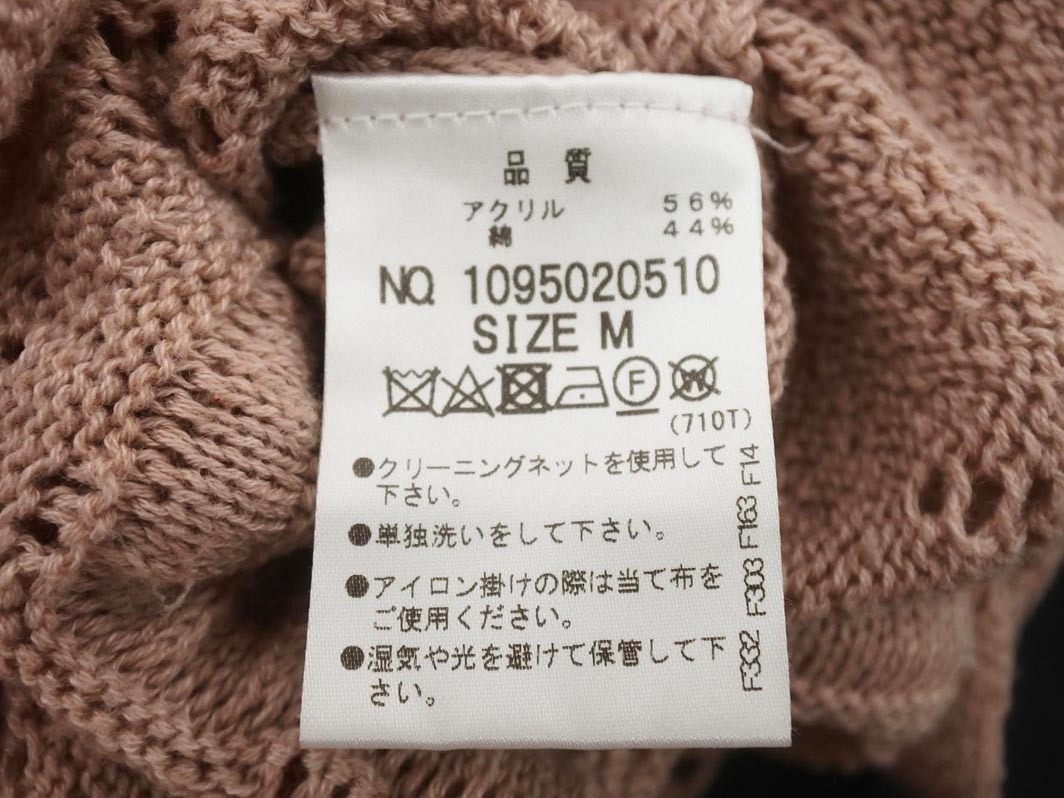 品 質
アクリル 56%
綿 44%
NO. 1095020510
SIZE M
F W
(710T)
●クリーニングネットを使用して
下さい。
●単独洗いをして下さい。
●アイロン掛けの際は当て布を
ご使用ください。
●湿気や光を避けて保管して下
さい。
F332 F308 F163 F14